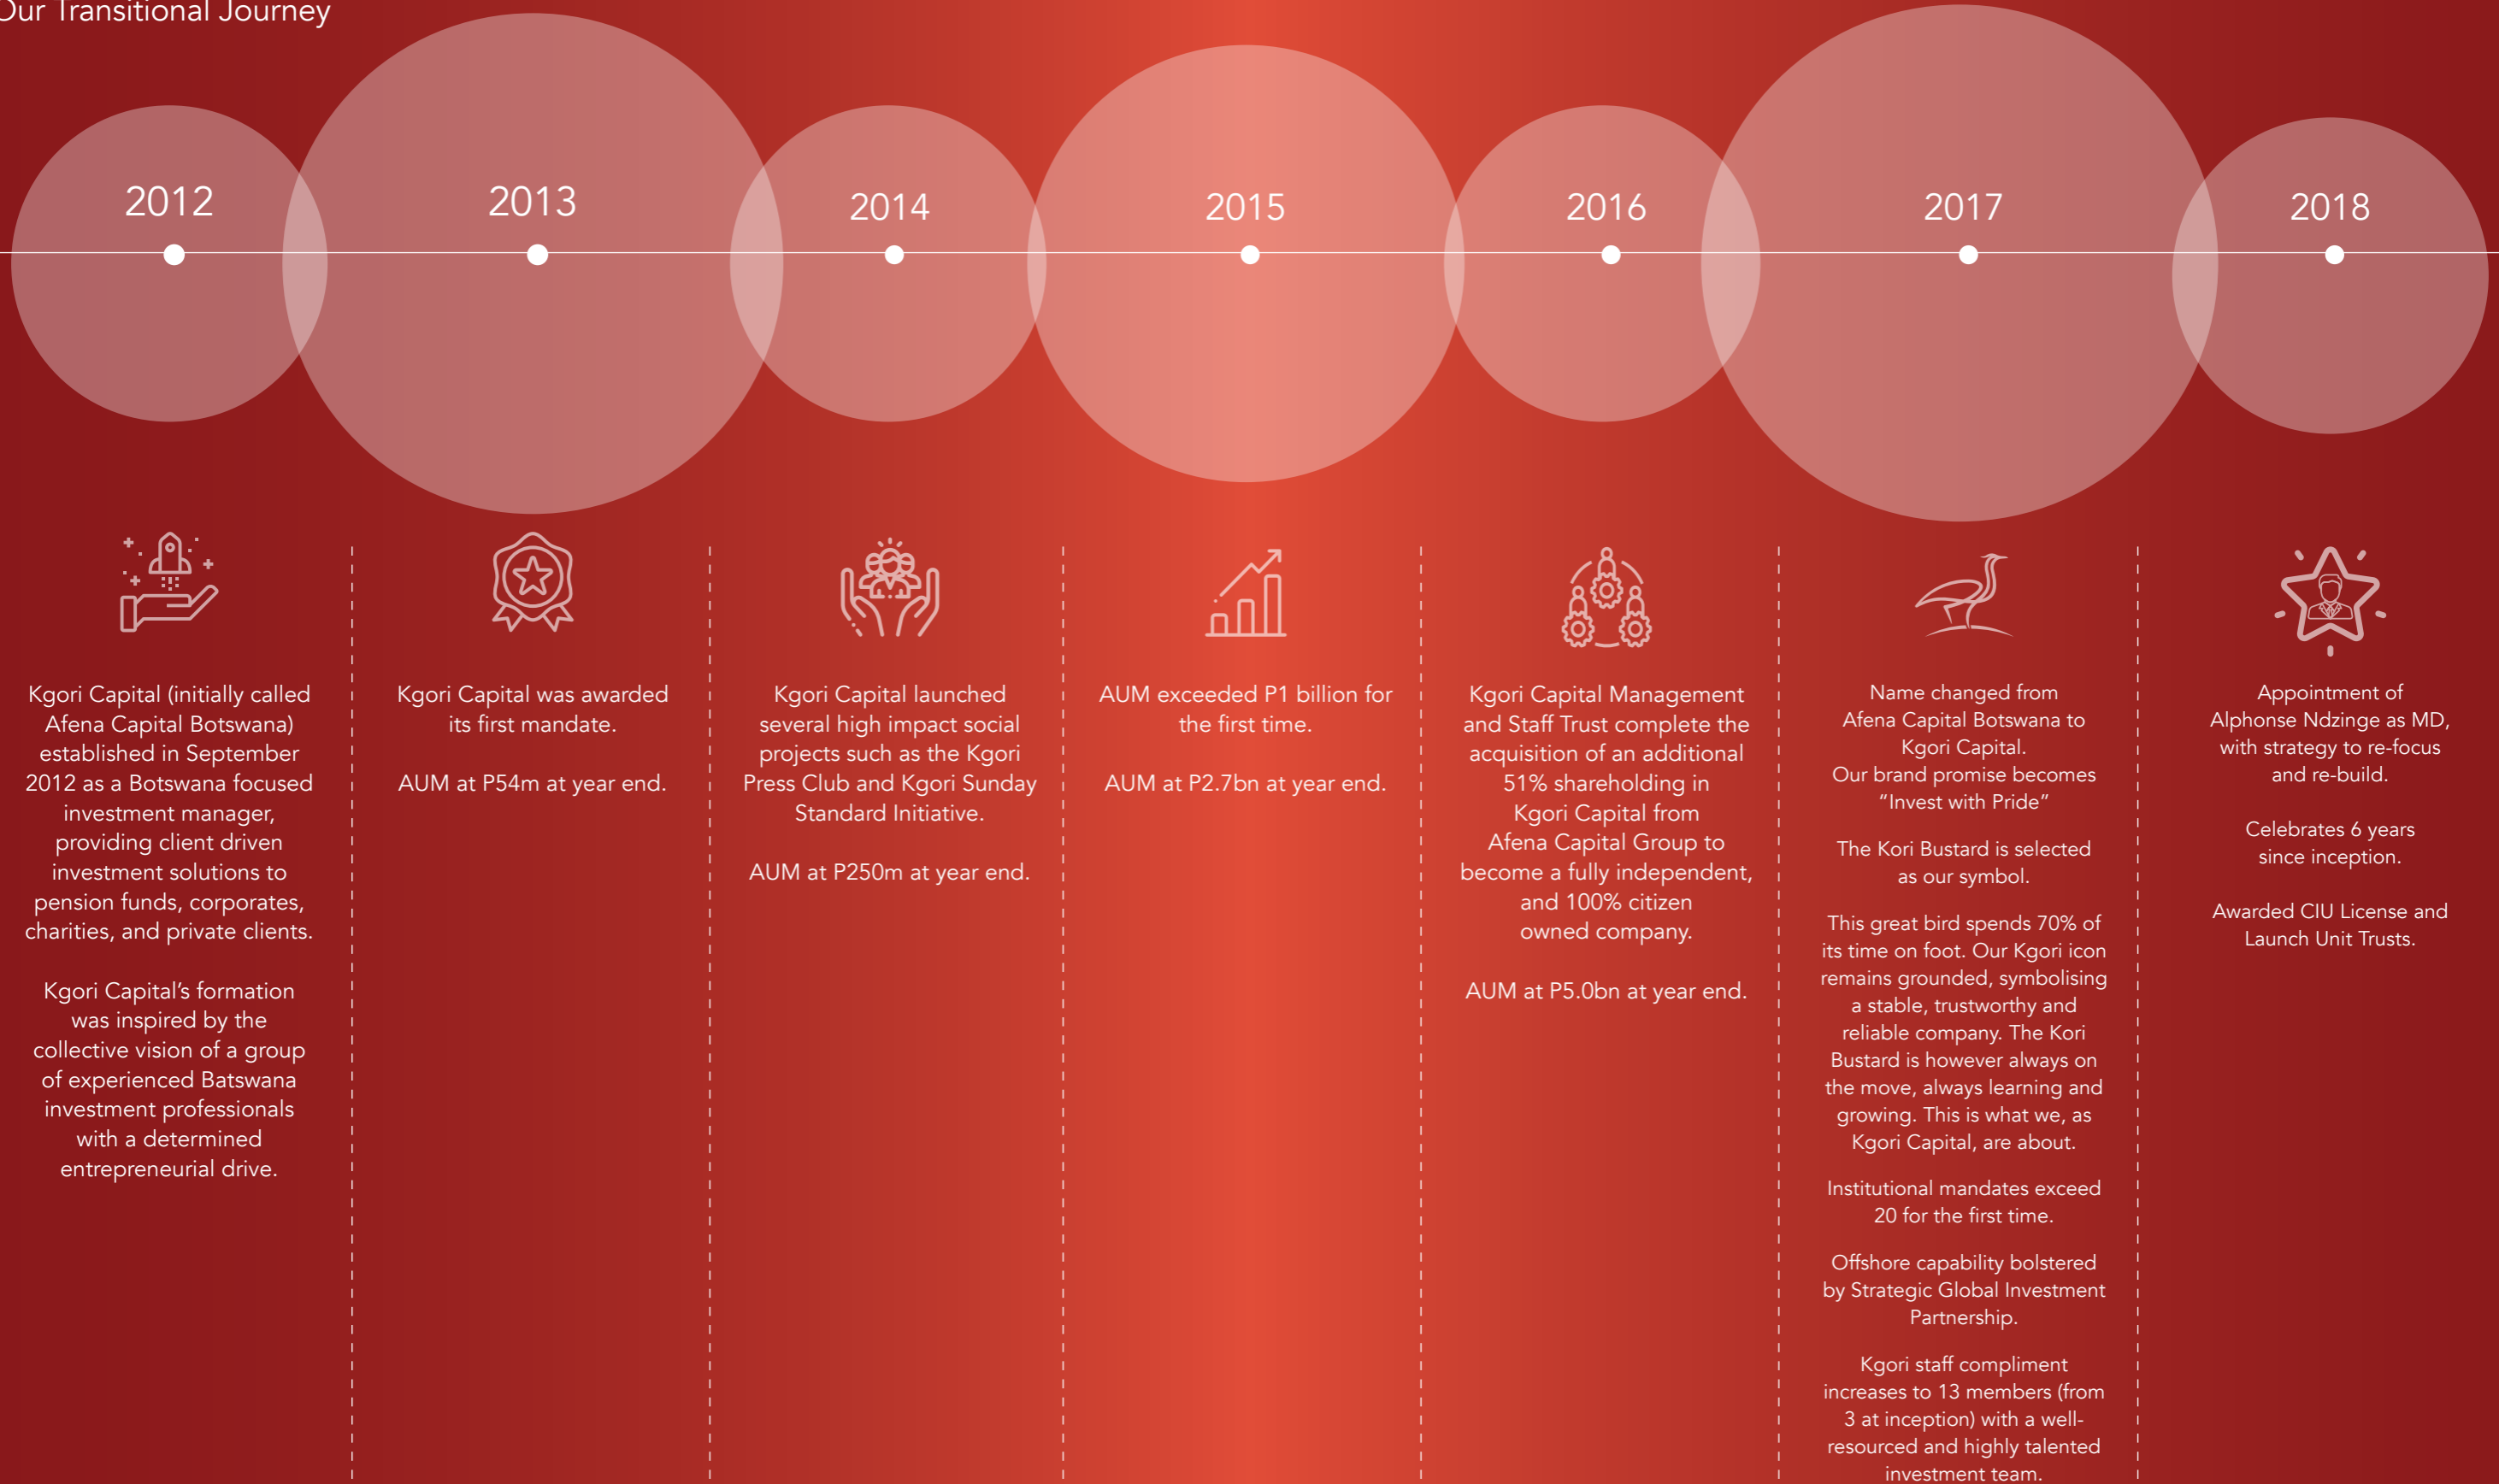 Our Transitional Journey
2012
2013
2014
2015
2016
2017
2018
Kgori Capital (initially called
Afena Capital Botswana)
established in September
2012 as a Botswana focused
investment manager,
providing client driven
investment solutions to
pension funds, corporates,
charities, and private clients.
Kgori Capital’s formation
was inspired by the
collective vision of a group
of experienced Batswana
investment professionals
with a determined
entrepreneurial drive.
Kgori Capital was awarded
its first mandate.
AUM at P54m at year end.
Kgori Capital launched
several high impact social
projects such as the Kgori
Press Club and Kgori Sunday
Standard Initiative.
AUM at P250m at year end.
AUM exceeded P1 billion for
the first time.
AUM at P2.7bn at year end.
Kgori Capital Management
and Staff Trust complete the
acquisition of an additional
51% shareholding in
Kgori Capital from
Afena Capital Group to
become a fully independent,
and 100% citizen
owned company.
AUM at P5.0bn at year end.
Name changed from
Afena Capital Botswana to
Kgori Capital.
Our brand promise becomes
”Invest with Pride”
The Kori Bustard is selected
as our symbol.
This great bird spends 70% of
its time on foot. Our Kgori icon
remains grounded, symbolising
a stable, trustworthy and
reliable company. The Kori
Bustard is however always on
the move, always learning and
growing. This is what we, as
Kgori Capital, are about.
Institutional mandates exceed
20 for the first time.
Offshore capability bolstered
by Strategic Global Investment
Partnership.
Kgori staff compliment
increases to 13 members (from
3 at inception) with a well-
resourced and highly talented
investment team.
Appointment of
Alphonse Ndzinge as MD,
with strategy to re-focus
and re-build.
Celebrates 6 years
since inception.
Awarded CIU License and
Launch Unit Trusts.